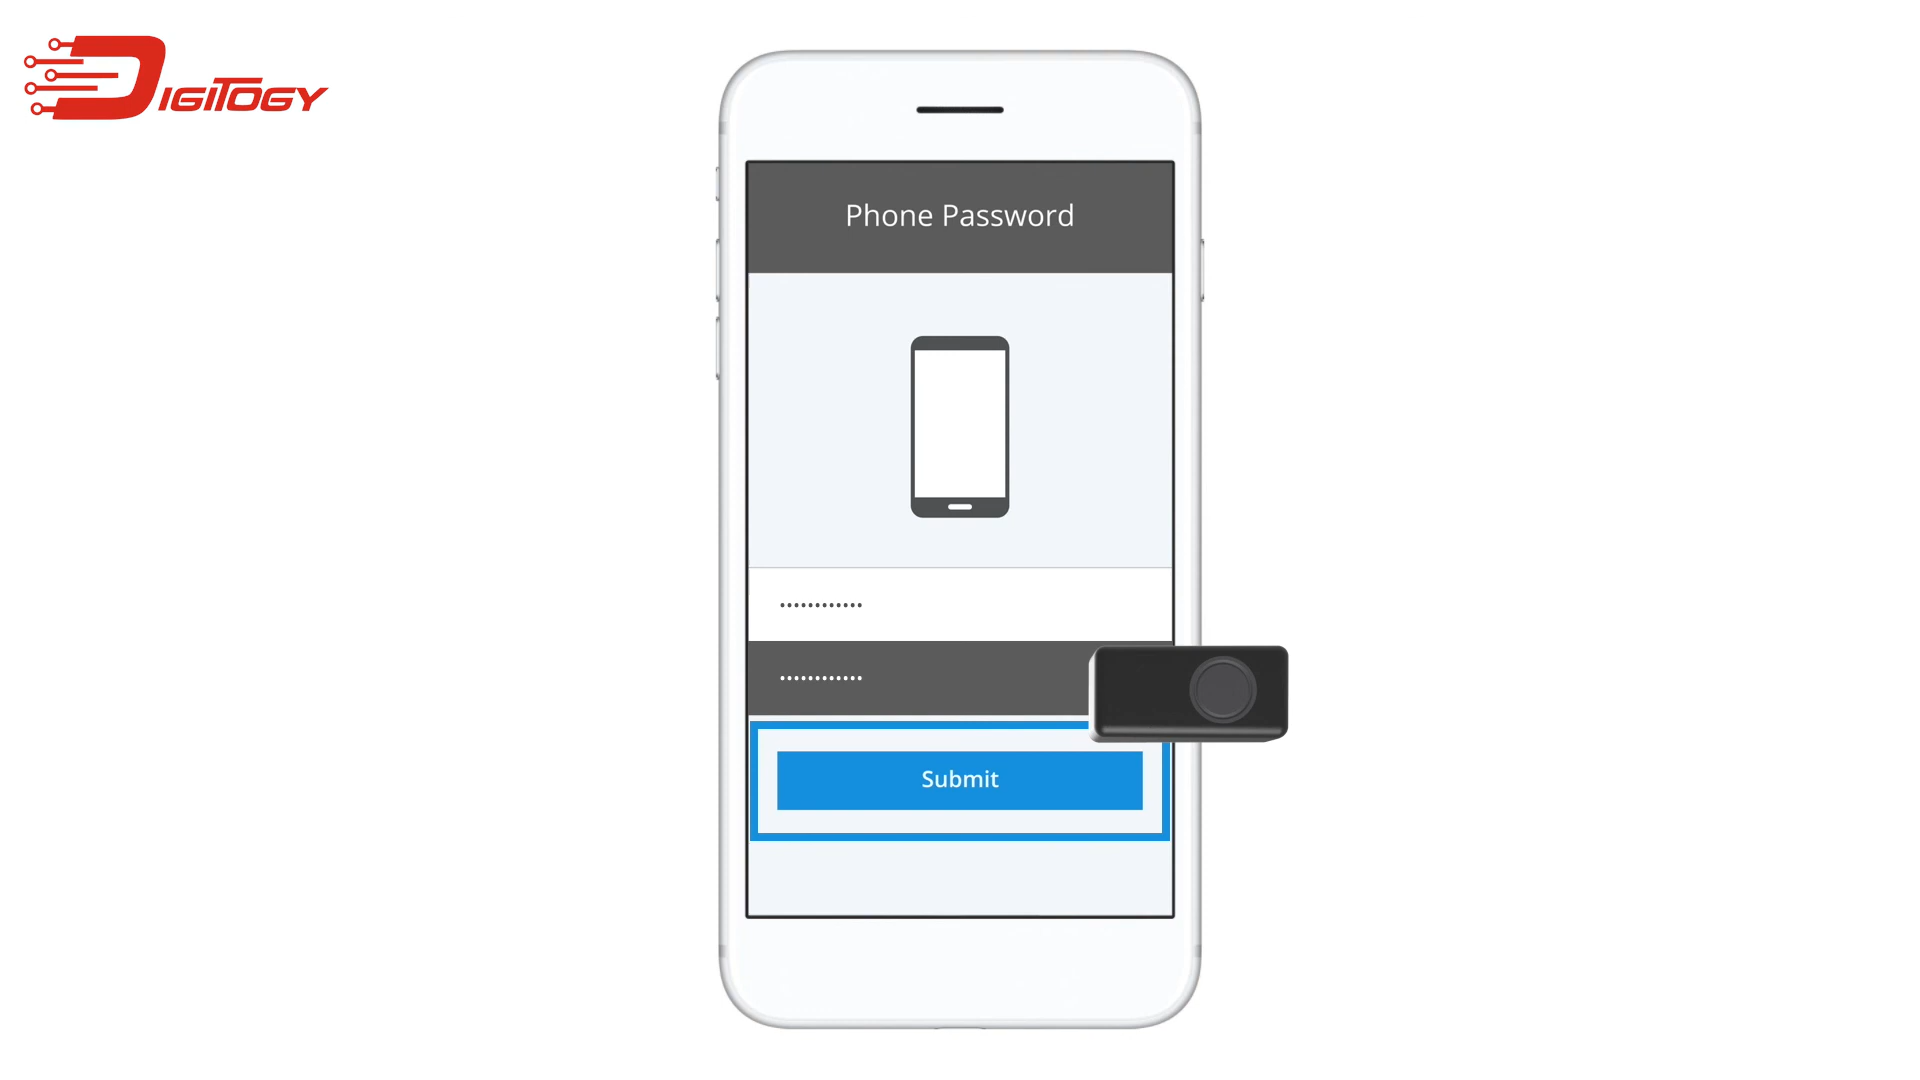 DIGITOGY
Phone Password
••••••••••••
••••••••••••
Submit